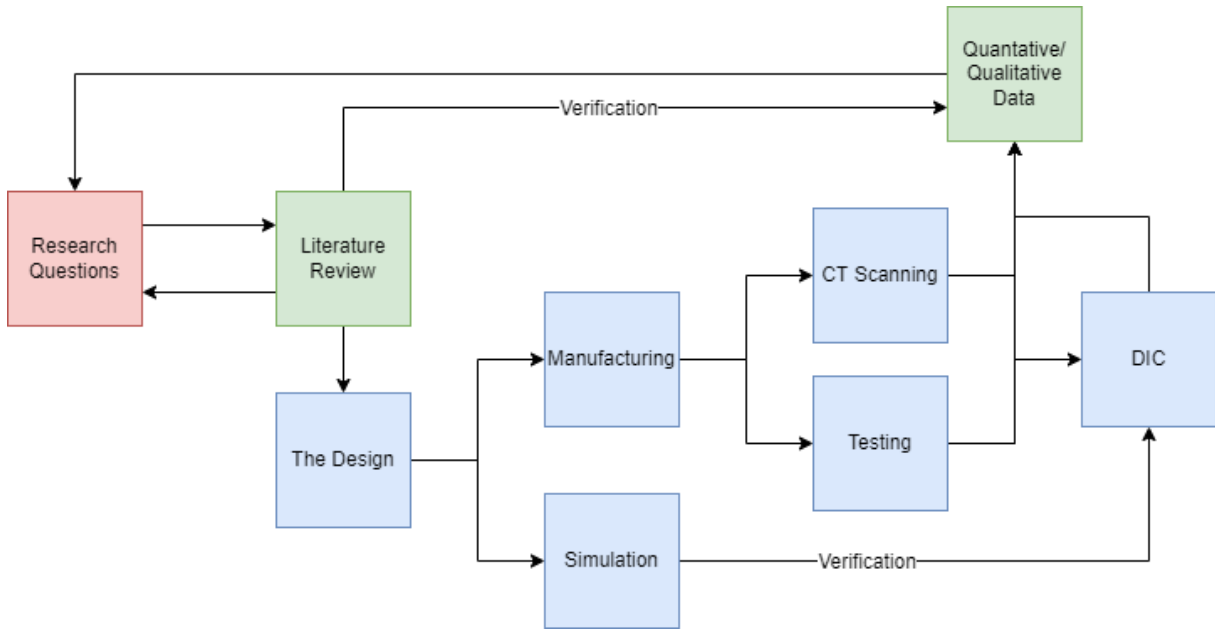 Quantative/
Qualitative
Data
Verification
Research
Questions
Literature
Review
CT Scanning
Manufacturing
DIC
The Design
Testing
Simulation
Verification